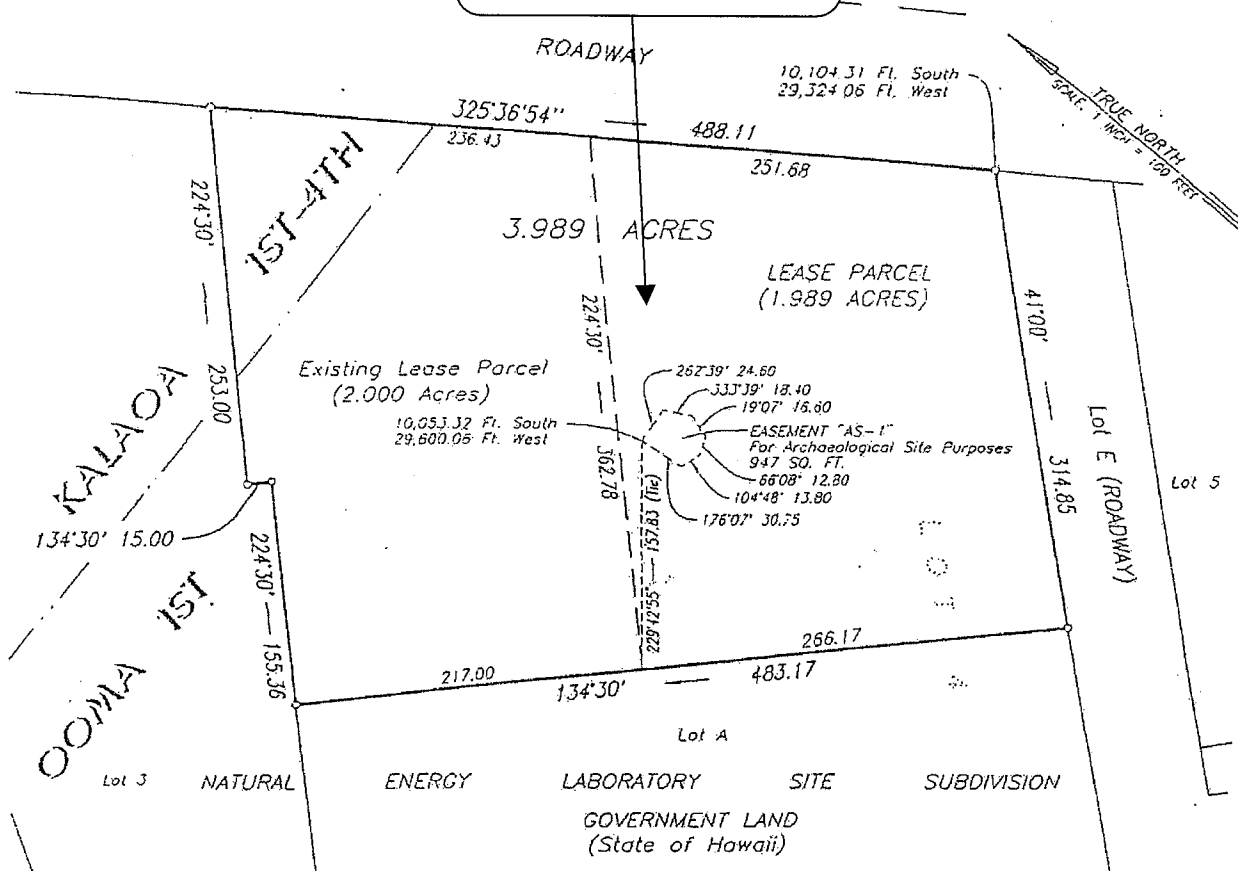 ROADWAY
10,104.31 Ft. South
29,324.06 Ft. West
TRUE NORTH
SCALE: 1 INCH = 100 FEET
325°36'54"
488.11
236.43
251.68
1ST-4TH
KALAOA
224°30' — 253.00
3.989 ACRES
LEASE PARCEL
(1.989 ACRES)
224°30' — 362.78
Existing Lease Parcel
(2.000 Acres)
10,053.32 Ft. South
29,600.06 Ft. West
262°39' 24.60
333°39' 18.40
19°07' 16.60
EASEMENT "AS-1"
For Archaeological Site Purposes
947 SQ. FT.
66°08' 12.80
104°48' 13.80
176°07' 30.75
229°12'55" — 157.83 (Tie)
41°00' — 314.85
Lot E (ROADWAY)
Lot 5
134°30' 15.00
OOMA 1ST
224°30' — 155.36
LOT
217.00
266.17
134°30' — 483.17
Lot A
Lot 3 NATURAL ENERGY LABORATORY SITE SUBDIVISION
GOVERNMENT LAND
(State of Hawaii)